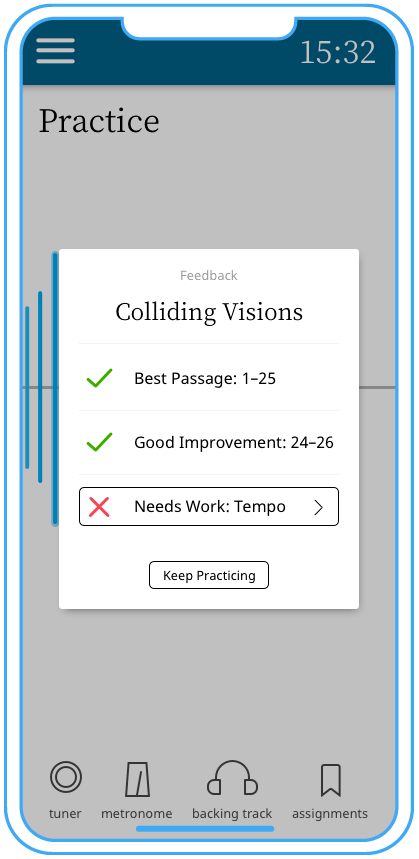 15:32
Practice
Feedback
Colliding Visions
Best Passage: 1–25
Good Improvement: 24–26
Needs Work: Tempo
Keep Practicing
tuner metronome backing track assignments